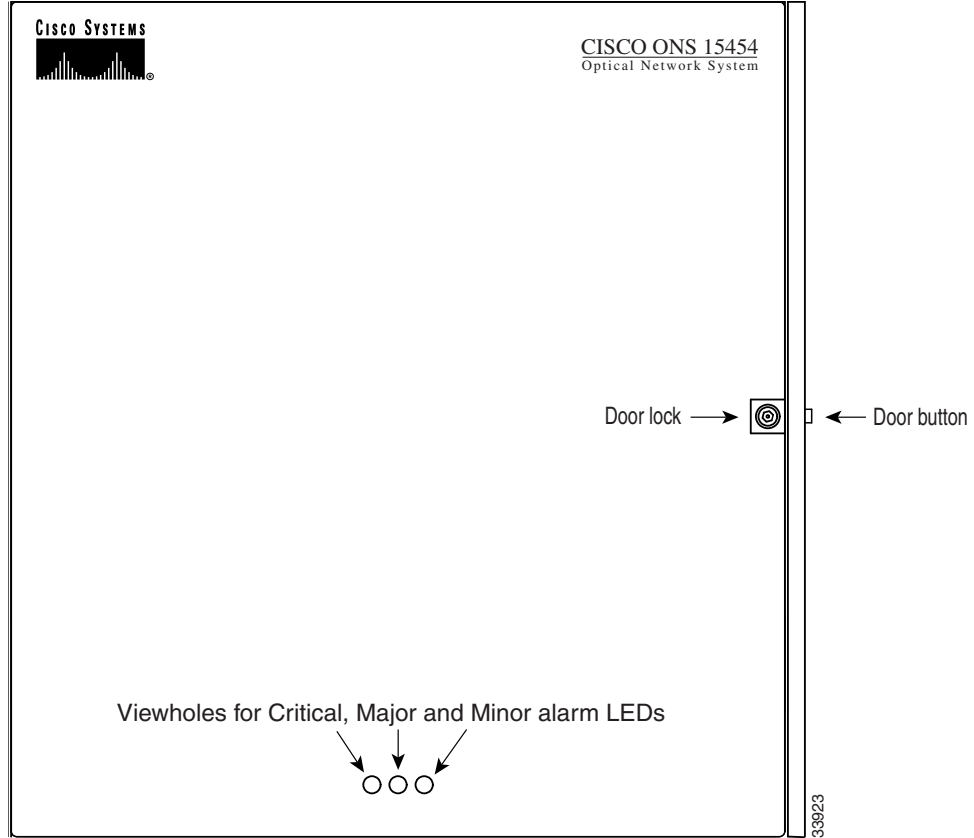 CISCO SYSTEMS
®
CISCO ONS 15454
Optical Network System
Door lock
Door button
Viewholes for Critical, Major and Minor alarm LEDs
33923